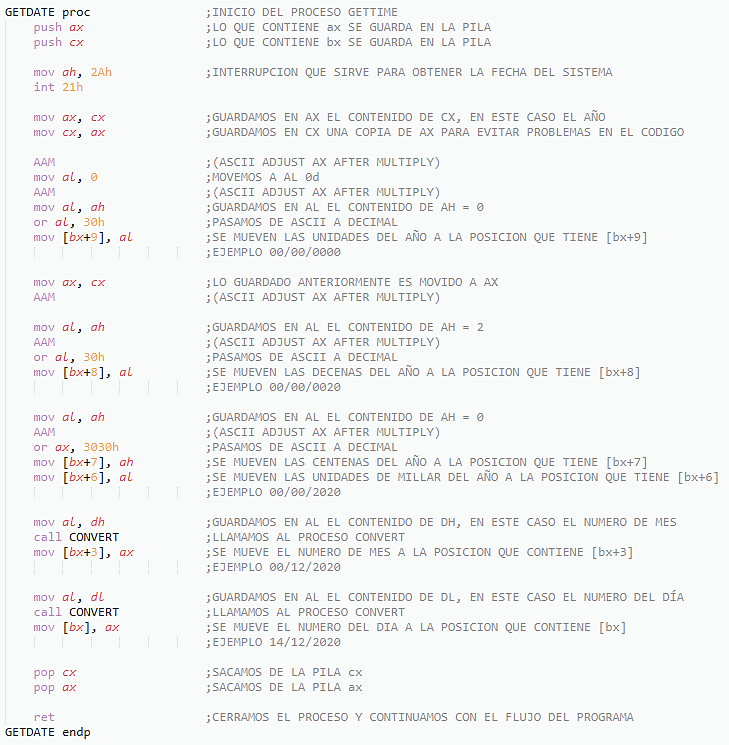 GETDATE proc ;INICIO DEL PROCESO GETTIME
push ax ;LO QUE CONTIENE ax SE GUARDA EN LA PILA
push cx ;LO QUE CONTIENE bx SE GUARDA EN LA PILA
mov ah, 2Ah ;INTERRUPCION QUE SIRVE PARA OBTENER LA FECHA DEL SISTEMA
int 21h
mov ax, cx ;GUARDAMOS EN AX EL CONTENIDO DE CX, EN ESTE CASO EL AÑO
mov cx, ax ;GUARDAMOS EN CX UNA COPIA DE AX PARA EVITAR PROBLEMAS EN EL CODIGO
AAM ;(ASCII ADJUST AX AFTER MULTIPLY)
mov al, 0 ;MOVEMOS A AL 0d
AAM ;(ASCII ADJUST AX AFTER MULTIPLY)
mov al, ah ;GUARDAMOS EN AL EL CONTENIDO DE AH = 0
or al, 30h ;PASAMOS DE ASCII A DECIMAL
mov [bx+9], al ;SE MUEVEN LAS UNIDADES DEL AÑO A LA POSICION QUE TIENE [bx+9]
;EJEMPLO 00/00/0000
mov ax, cx ;LO GUARDADO ANTERIORMENTE ES MOVIDO A AX
AAM ;(ASCII ADJUST AX AFTER MULTIPLY)
mov al, ah ;GUARDAMOS EN AL EL CONTENIDO DE AH = 2
AAM ;(ASCII ADJUST AX AFTER MULTIPLY)
or al, 30h ;PASAMOS DE ASCII A DECIMAL
mov [bx+8], al ;SE MUEVEN LAS DECENAS DEL AÑO A LA POSICION QUE TIENE [bx+8]
;EJEMPLO 00/00/0020
mov al, ah ;GUARDAMOS EN AL EL CONTENIDO DE AH = 0
AAM ;(ASCII ADJUST AX AFTER MULTIPLY)
or ax, 3030h ;PASAMOS DE ASCII A DECIMAL
mov [bx+7], ah ;SE MUEVEN LAS CENTENAS DEL AÑO A LA POSICION QUE TIENE [bx+7]
mov [bx+6], al ;SE MUEVEN LAS UNIDADES DE MILLAR DEL AÑO A LA POSICION QUE TIENE [bx+6]
;EJEMPLO 00/00/2020
mov al, dh ;GUARDAMOS EN AL EL CONTENIDO DE DH, EN ESTE CASO EL NUMERO DE MES
call CONVERT ;LLAMAMOS AL PROCESO CONVERT
mov [bx+3], ax ;SE MUEVE EL NUMERO DE MES A LA POSICION QUE CONTIENE [bx+3]
;EJEMPLO 00/12/2020
mov al, dl ;GUARDAMOS EN AL EL CONTENIDO DE DL, EN ESTE CASO EL NUMERO DEL DÍA
call CONVERT ;LLAMAMOS AL PROCESO CONVERT
mov [bx], ax ;SE MUEVE EL NUMERO DEL DIA A LA POSICION QUE CONTIENE [bx]
;EJEMPLO 14/12/2020
pop cx ;SACAMOS DE LA PILA cx
pop ax ;SACAMOS DE LA PILA ax
ret ;CERRAMOS EL PROCESO Y CONTINUAMOS CON EL FLUJO DEL PROGRAMA
GETDATE endp